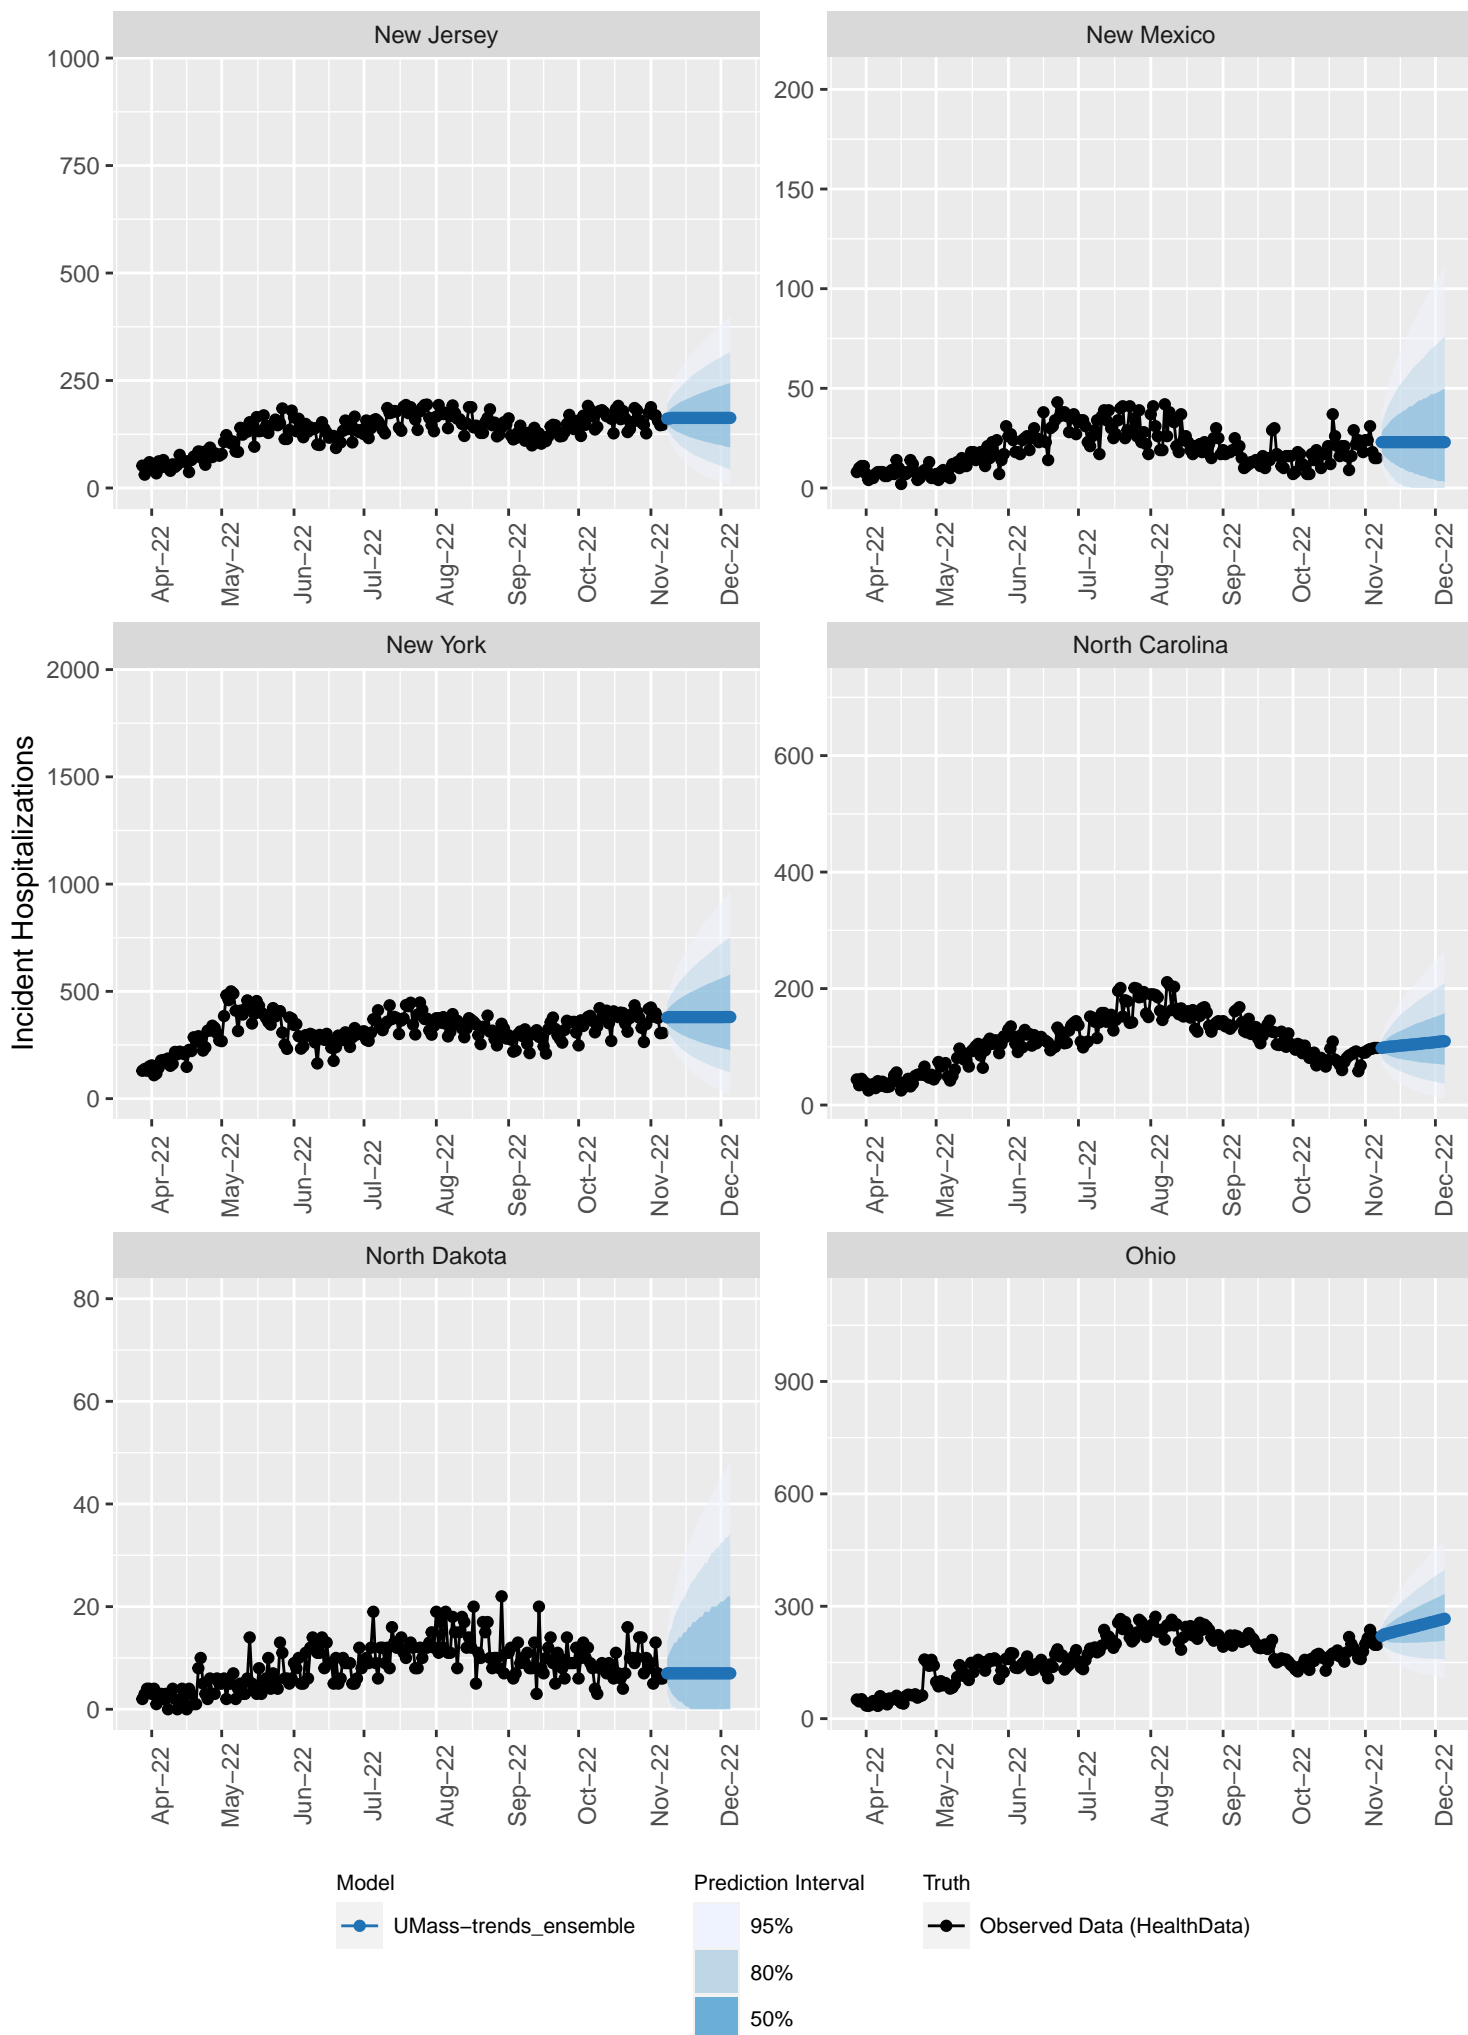 New Jersey
New Mexico
1000
750
500
250
0
200
150
100
50
0
Apr−22
May−22
Jun−22
Jul−22
Aug−22
Sep−22
Oct−22
Nov−22
Dec−22
Apr−22
May−22
Jun−22
Jul−22
Aug−22
Sep−22
Oct−22
Nov−22
Dec−22
Incident Hospitalizations
New York
North Carolina
2000
1500
1000
500
0
600
400
200
0
Apr−22
May−22
Jun−22
Jul−22
Aug−22
Sep−22
Oct−22
Nov−22
Dec−22
Apr−22
May−22
Jun−22
Jul−22
Aug−22
Sep−22
Oct−22
Nov−22
Dec−22
North Dakota
Ohio
80
60
40
20
0
900
600
300
0
Apr−22
May−22
Jun−22
Jul−22
Aug−22
Sep−22
Oct−22
Nov−22
Dec−22
Apr−22
May−22
Jun−22
Jul−22
Aug−22
Sep−22
Oct−22
Nov−22
Dec−22
Model
UMass−trends_ensemble
Prediction Interval
95%
80%
50%
Truth
Observed Data (HealthData)